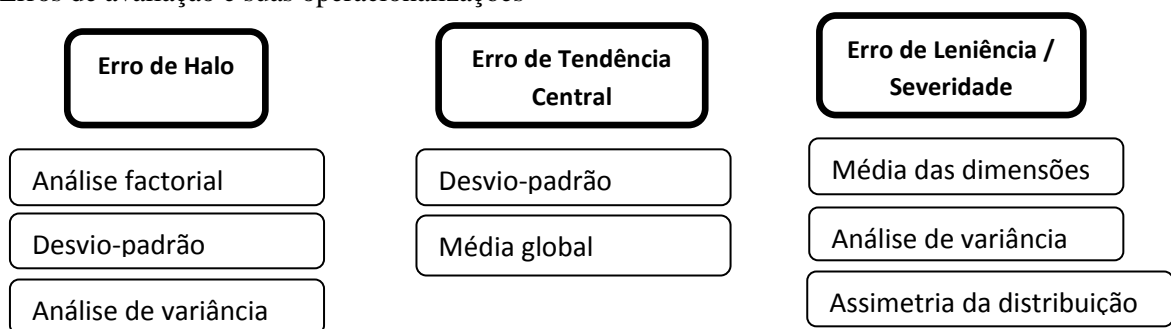 Erros de avaliação e suas operacionalizações
Erro de Halo
Análise factorial
Desvio-padrão
Análise de variância
Erro de Tendência
Central
Desvio-padrão
Média global
Erro de Leniência /
Severidade
Média das dimensões
Análise de variância
Assimetria da distribuição